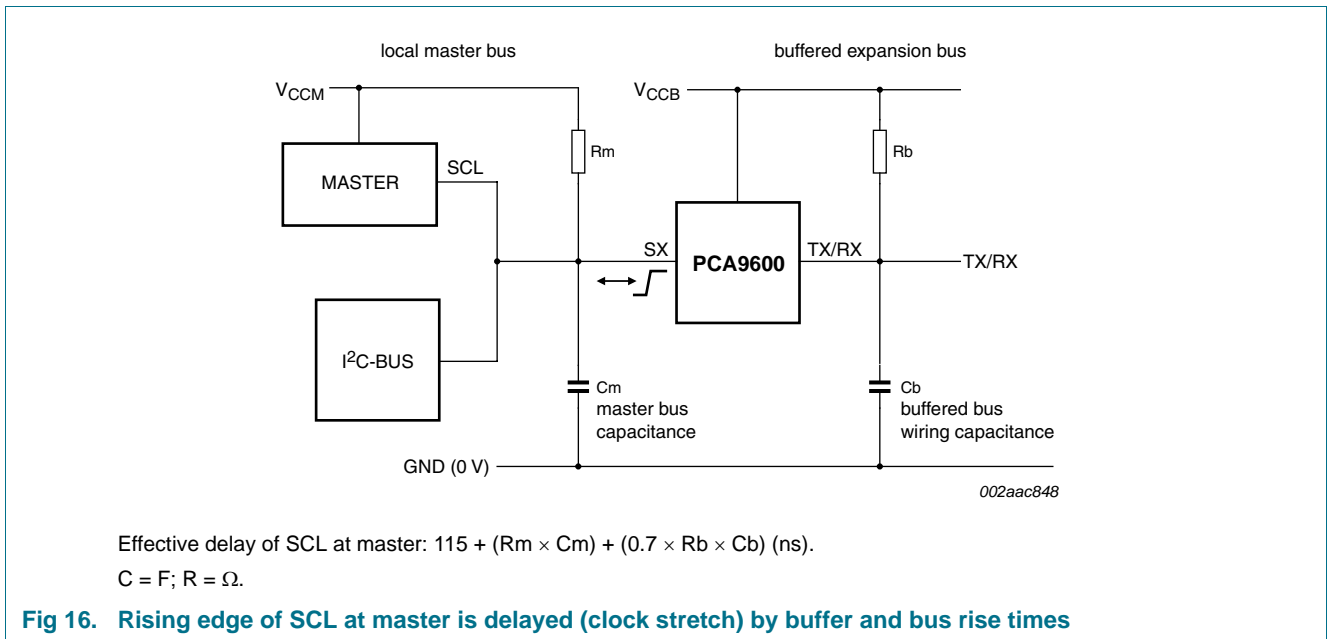 local master bus
buffered expansion bus
VCCM
VCCB
Rm
Rb
MASTER
SCL
SX
PCA9600
TX/RX
TX/RX
I2C-BUS
Cm
master bus
capacitance
Cb
buffered bus
wiring capacitance
GND (0 V)
002aac848
Effective delay of SCL at master: 115 + (Rm × Cm) + (0.7 × Rb × Cb) (ns).
C = F; R = Ω.
Fig 16. Rising edge of SCL at master is delayed (clock stretch) by buffer and bus rise times